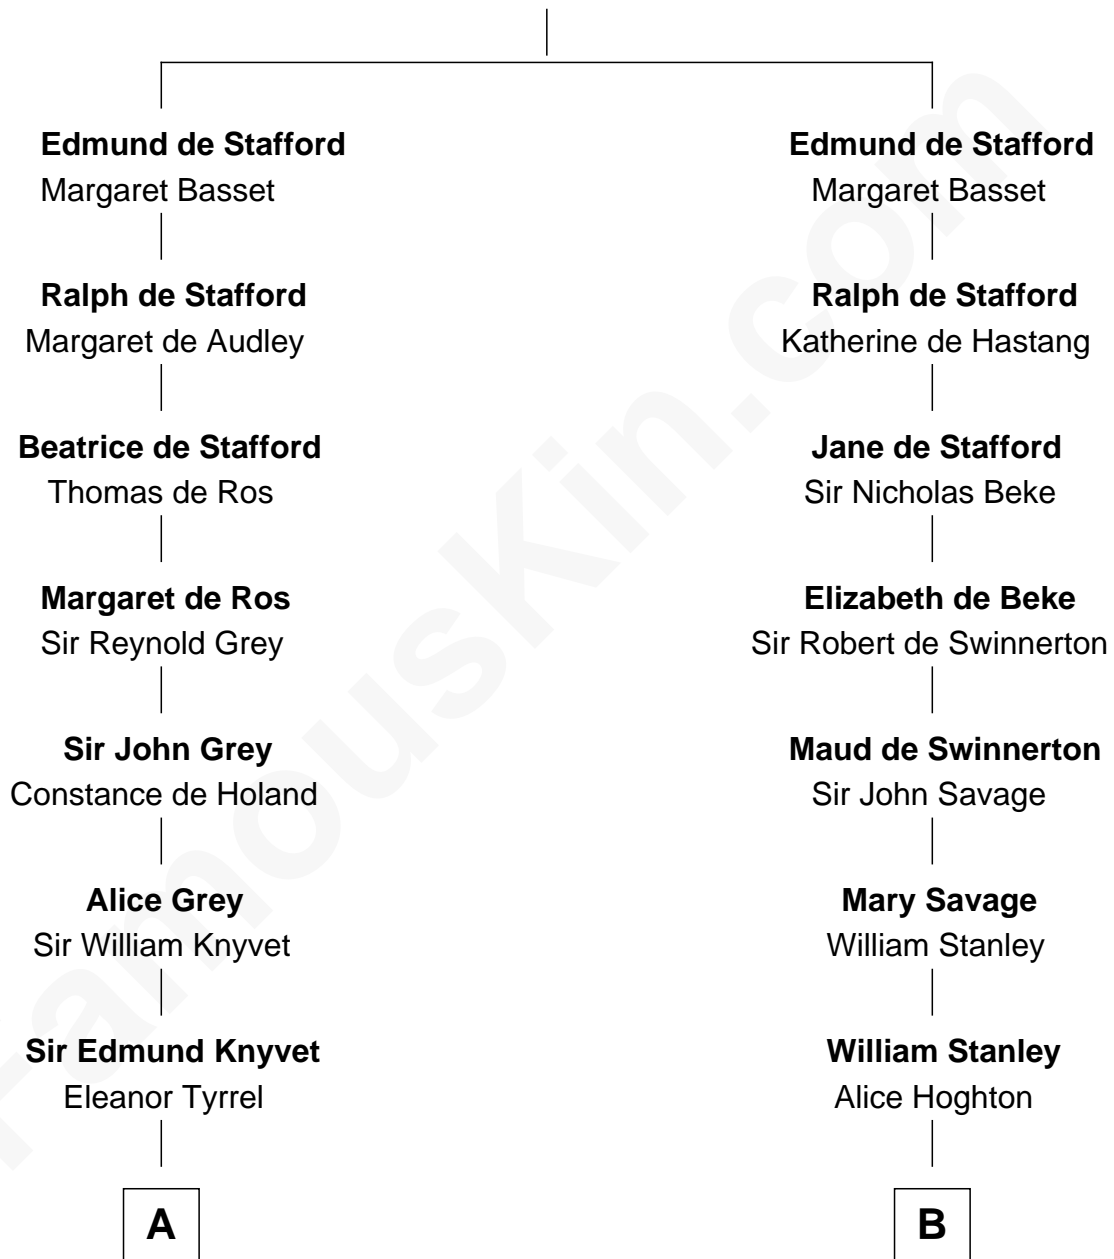 Edmund de Stafford
Margaret Basset
Ralph de Stafford
Margaret de Audley
Beatrice de Stafford
Thomas de Ros
Margaret de Ros
Sir Reynold Grey
Sir John Grey
Constance de Holand
Alice Grey
Sir William Knyvet
Sir Edmund Knyvet
Eleanor Tyrrel
A
Edmund de Stafford
Margaret Basset
Ralph de Stafford
Katherine de Hastang
Jane de Stafford
Sir Nicholas Beke
Elizabeth de Beke
Sir Robert de Swinnerton
Maud de Swinnerton
Sir John Savage
Mary Savage
William Stanley
William Stanley
Alice Hoghton
B
FamousKin.com